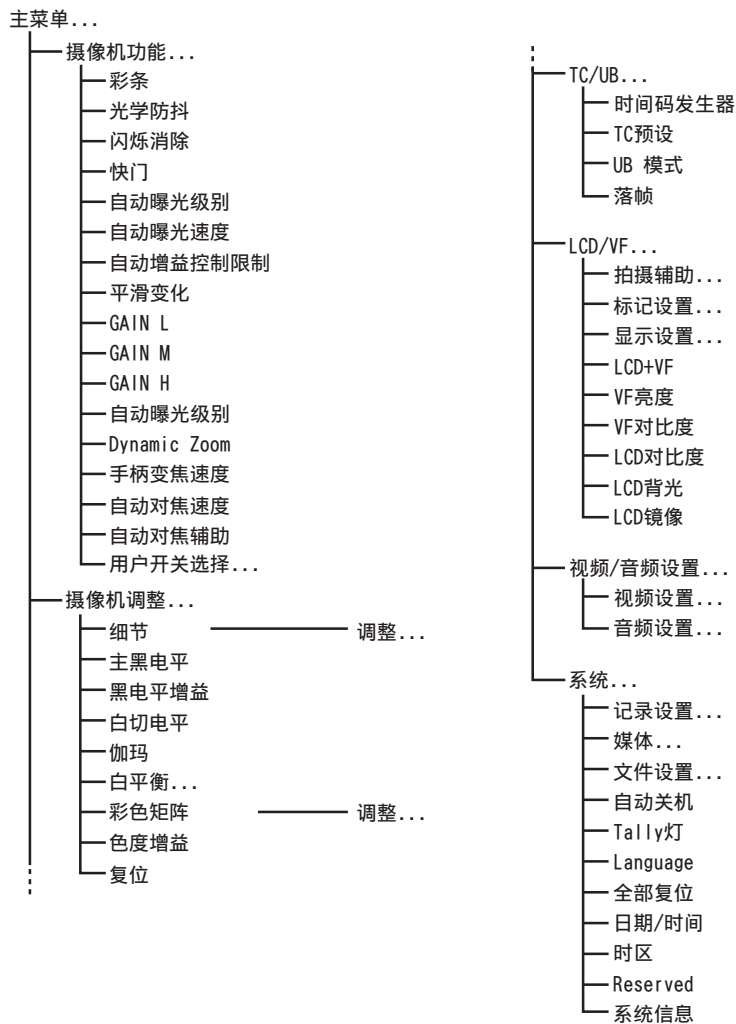 主菜单...
摄像机功能...
彩条
光学防抖
闪烁消除
快门
自动曝光级别
自动曝光速度
自动增益控制限制
平滑变化
GAIN L
GAIN M
GAIN H
自动曝光级别
Dynamic Zoom
手柄变焦速度
自动对焦速度
自动对焦辅助
用户开关选择...
摄像机调整...
细节 调整...
主黑电平
黑电平增益
白切电平
伽玛
白平衡...
彩色矩阵 调整...
色度增益
复位
TC/UB...
时间码发生器
TC预设
UB 模式
落帧
LCD/VF...
拍摄辅助...
标记设置...
显示设置...
LCD+VF
VF亮度
VF对比度
LCD对比度
LCD背光
LCD镜像
视频/音频设置...
视频设置...
音频设置...
系统...
记录设置...
媒体...
文件设置...
自动关机
Tally灯
Language
全部复位
日期/时间
时区
Reserved
系统信息